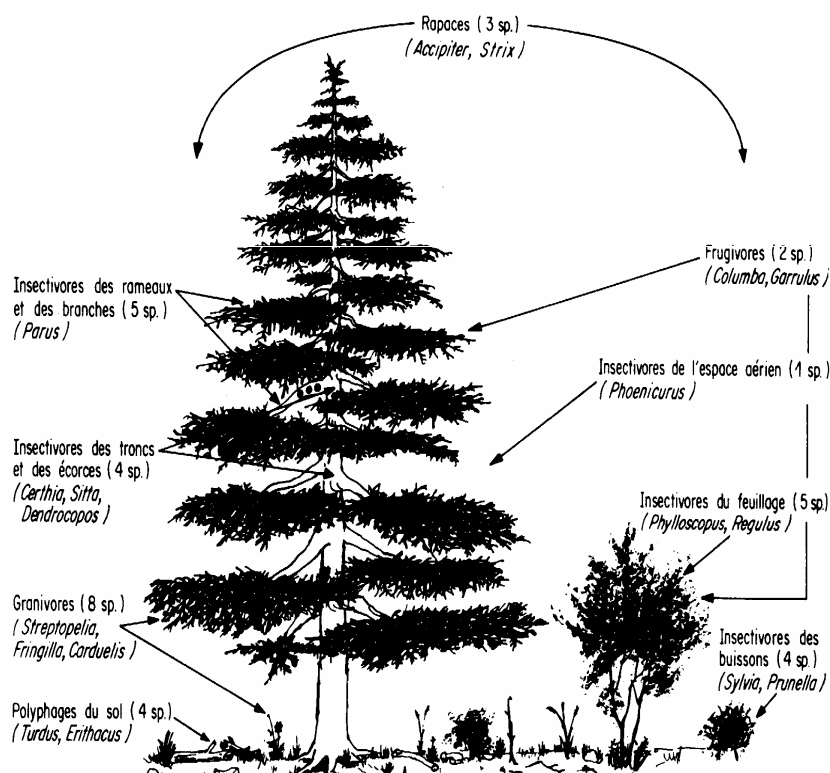 Rapaces (3 sp.)
(Accipiter, Strix)
Frugivores (2 sp.)
(Columba, Garrulus)
Insectivores des rameaux
et des branches (5 sp.)
(Parus)
Insectivores de l'espace aérien (1 sp.)
(Phoenicurus)
Insectivores des troncs
et des écorces (4 sp.)
(Certhia, Sitta,
Dendrocopos)
Insectivores du feuillage (5 sp.)
(Phylloscopus, Regulus)
Granivores (8 sp.)
(Streptopelia,
Fringilla, Carduelis)
Insectivores des
buissons (4 sp.)
(Sylvia, Prunella)
Polyphages du sol (4 sp.)
(Turdus, Erithacus)